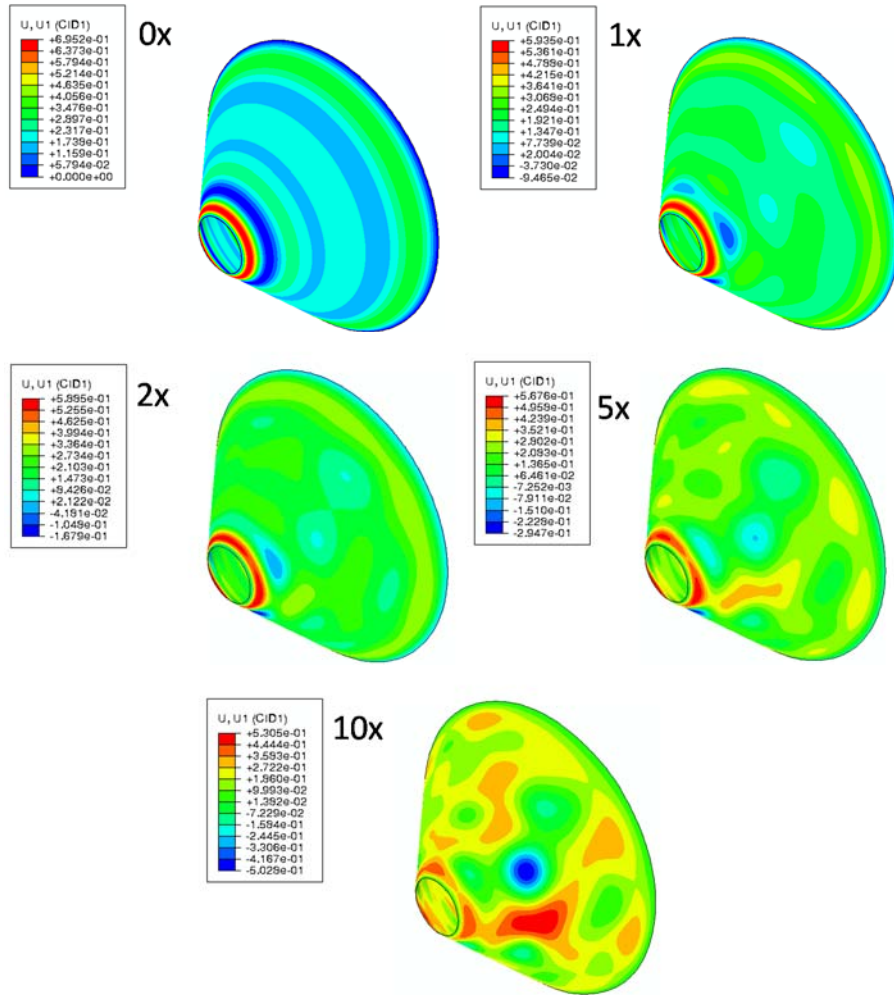 U, U1 (CID1)
+6.952e-01
+6.373e-01
+5.794e-01
+5.214e-01
+4.635e-01
+4.056e-01
+3.476e-01
+2.897e-01
+2.317e-01
+1.738e-01
+1.159e-01
+5.794e-02
+0.000e+00
0x
U, U1 (CID1)
+5.935e-01
+5.361e-01
+4.788e-01
+4.215e-01
+3.641e-01
+3.068e-01
+2.494e-01
+1.921e-01
+1.347e-01
+7.739e-02
+2.004e-02
-3.730e-02
-9.465e-02
1x
U, U1 (CID1)
+5.885e-01
+5.255e-01
+4.625e-01
+3.994e-01
+3.364e-01
+2.734e-01
+2.103e-01
+1.473e-01
+8.426e-02
+2.122e-02
-4.181e-02
-1.048e-01
-1.679e-01
2x
U, U1 (CID1)
+5.676e-01
+4.958e-01
+4.239e-01
+3.521e-01
+2.802e-01
+2.083e-01
+1.365e-01
+6.461e-02
-7.252e-03
-7.911e-02
-1.510e-01
-2.228e-01
-2.947e-01
5x
U, U1 (CID1)
+5.305e-01
+4.444e-01
+3.583e-01
+2.722e-01
+1.860e-01
+9.993e-02
+1.382e-02
-7.229e-02
-1.584e-01
-2.445e-01
-3.306e-01
-4.167e-01
-5.028e-01
10x